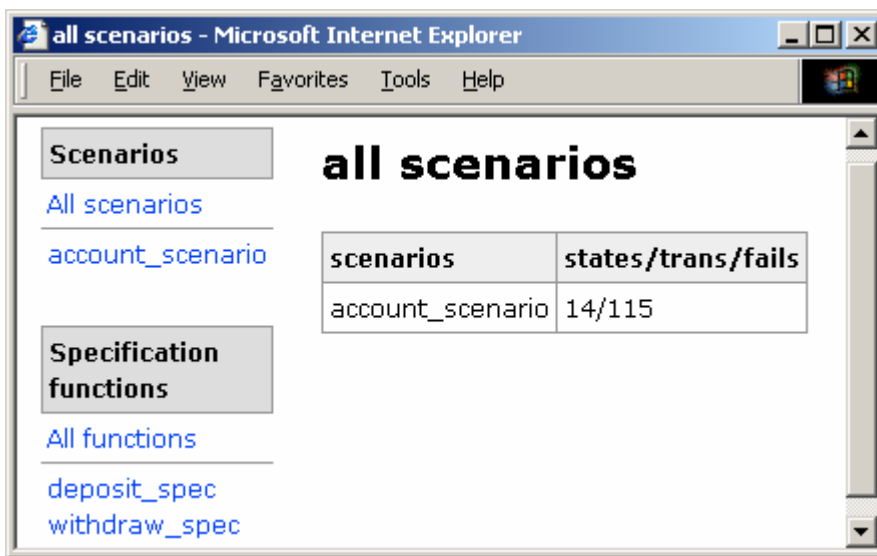 all scenarios - Microsoft Internet Explorer
File Edit View Favorites Tools Help
Scenarios
All scenarios
account_scenario
Specification
functions
All functions
deposit_spec
withdraw_spec
all scenarios
scenarios states/trans/fails
account_scenario 14/115